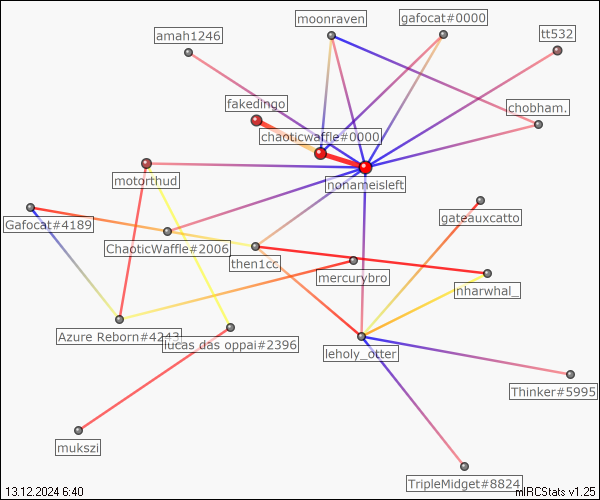 moonraven
gafocat#0000
amah1246
tt532
fakedingo
chobham.
chaoticwaffle#0000
nonameisleft
motorthud
gateauxcatto
Gafocat#4189
ChaoticWaffle#2006
then1cc
mercurybro
nharwhal_
Azure Reborn#4243
lucas das oppai#2396
leholy_otter
Thinker#5995
mukszi
TripleMidget#8824
13.12.2024 6:40
mIRCStats v1.25